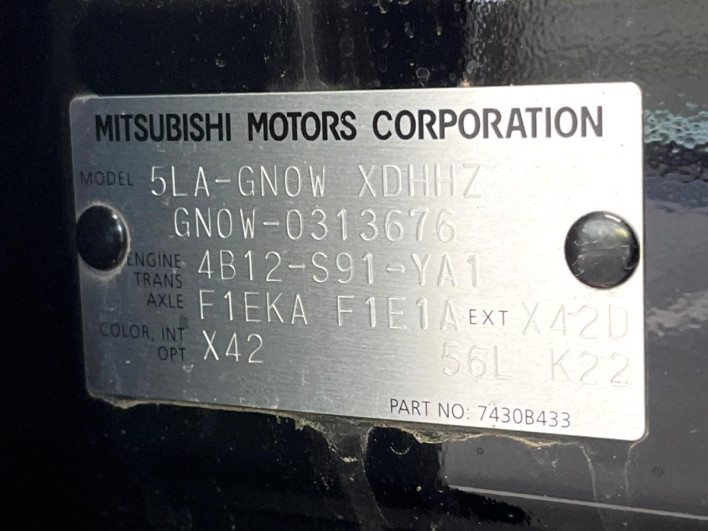 MITSUBISHI MOTORS CORPORATION
MODEL 5LA-GN0W XDHHZ
GN0W-0313676
ENGINE 4B12-S91-YA1
TRANS
AXLE F1EKA F1E1A EXT X42D
COLOR, INT X42 56L K22
OPT
PART NO: 7430B433